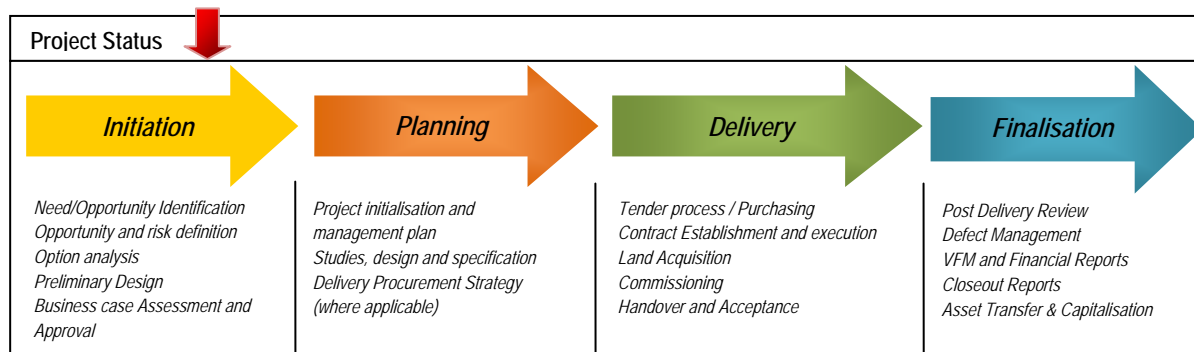 Project Status
Initiation
Planning
Delivery
Finalisation
Need/Opportunity Identification
Opportunity and risk definition
Option analysis
Preliminary Design
Business case Assessment and
Approval
Project initialisation and
management plan
Studies, design and specification
Delivery Procurement Strategy
(where applicable)
Tender process / Purchasing
Contract Establishment and execution
Land Acquisition
Commissioning
Handover and Acceptance
Post Delivery Review
Defect Management
VFM and Financial Reports
Closeout Reports
Asset Transfer & Capitalisation